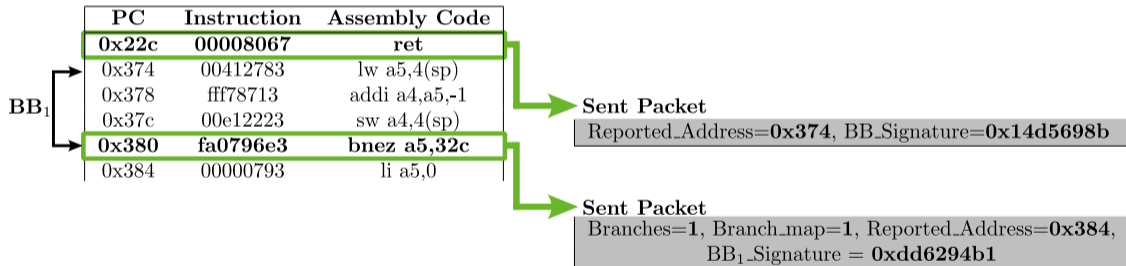 PC Instruction Assembly Code
0x22c 00008067 ret
0x374 00412783 lw a5,4(sp)
0x378 fff78713 addi a4,a5,-1
0x37c 00e12223 sw a4,4(sp)
0x380 fa0796e3 bnez a5,32c
0x384 00000793 li a5,0
BB1
Sent Packet
Reported_Address=0x374, BB_Signature=0x14d5698b
Sent Packet
Branches=1, Branch_map=1, Reported_Address=0x384,
BB1_Signature = 0xdd6294b1